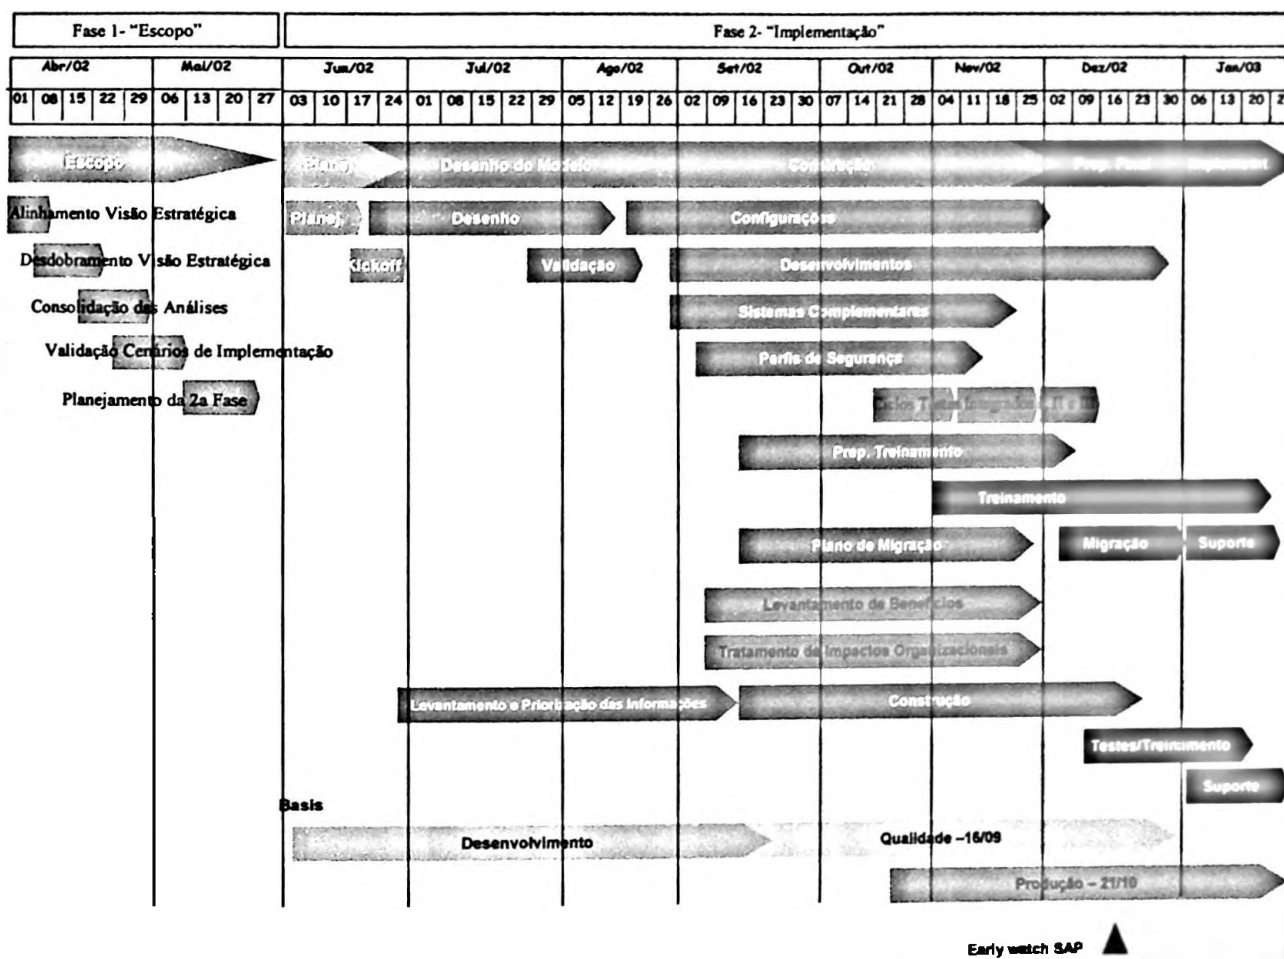 Fase 1- "Escopo" Fase 2- "Implementação"
Abr/02 Mai/02 Jun/02 Jul/02 Ago/02 Set/02 Out/02 Nov/02 Dez/02 Jan/03
01 08 15 22 29 06 13 20 27 03 10 17 24 01 08 15 22 29 05 12 19 26 02 09 16 23 30 07 14 21 28 04 11 18 25 02 09 16 23 30 06 13 20
Escopo Planej. Desenho do Modelo Construção Prep.
Alinhamento Visão Estratégica Planej. Desenho Configurações
Desdobramento Visão Estratégica Kickoff Validação Desenvolvimentos
Consolidação das Análises Sistemas Complementares
Validação Cenários de Implementação Perfis de Segurança
Planejamento da 2a Fase Ciclos Testes Integrados
Prep. Treinamento
Treinamento
Plano de Migração Migração Suporte
Levantamento de Benefícios
Tratamento de Impactos Organizacionais
Levantamento e Priorização das Informações Construção
Testes/Treinamento
Suporte
Basis
Desenvolvimento Qualidade –16/09
Produção – 21/10
Early watch SAP